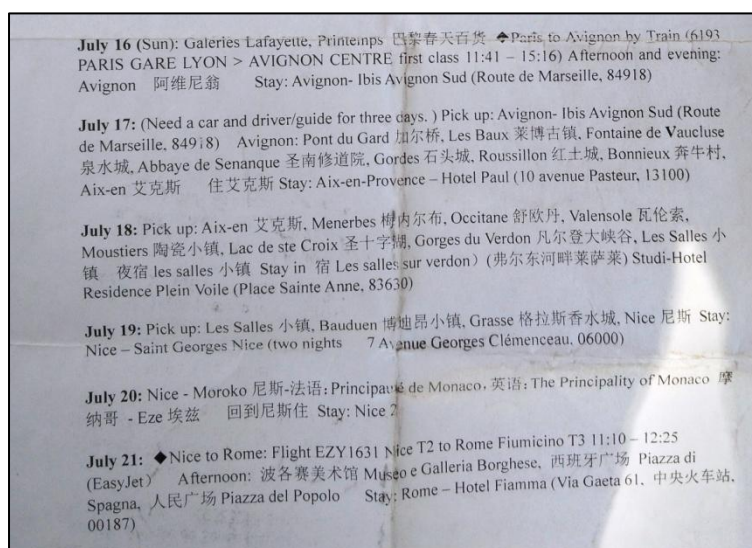 July 16 (Sun): Galeries Lafayette, Printemps 巴黎春天百货 ◆Paris to Avignon by Train (6193
PARIS GARE LYON > AVIGNON CENTRE first class 11:41 – 15:16) Afternoon and evening:
Avignon 阿维尼翁 Stay: Avignon- Ibis Avignon Sud (Route de Marseille, 84918)
July 17: (Need a car and driver/guide for three days. ) Pick up: Avignon- Ibis Avignon Sud (Route
de Marseille, 84918) Avignon: Pont du Gard 加尔桥, Les Baux 莱博古镇, Fontaine de Vaucluse
泉水城, Abbaye de Senanque 圣南修道院, Gordes 石头城, Roussillon 红土城, Bonnieux 奔牛村,
Aix-en 艾克斯 住艾克斯 Stay: Aix-en-Provence – Hotel Paul (10 avenue Pasteur, 13100)
July 18: Pick up: Aix-en 艾克斯, Menerbes 梅内尔布, Occitane 舒欧丹, Valensole 瓦伦索,
Moustiers 陶瓷小镇, Lac de ste Croix 圣十字湖, Gorges du Verdon 凡尔登大峡谷, Les Salles 小
镇 夜宿 les salles 小镇 Stay in 宿 Les salles sur verdon) (弗尔东河畔莱萨莱) Studi-Hotel
Residence Plein Voile (Place Sainte Anne, 83630)
July 19: Pick up: Les Salles 小镇, Bauduen 博迪昂小镇, Grasse 格拉斯香水城, Nice 尼斯 Stay:
Nice – Saint Georges Nice (two nights 7 Avenue Georges Clémenceau, 06000)
July 20: Nice - Moroko 尼斯-法语: Principauté de Monaco, 英语: The Principality of Monaco 摩
纳哥 - Eze 埃兹 回到尼斯住 Stay: Nice 2
July 21: ◆Nice to Rome: Flight EZY1631 Nice T2 to Rome Fiumicino T3 11:10 – 12:25
(EasyJet) Afternoon: 波各赛美术馆 Museo e Galleria Borghese, 西班牙广场 Piazza di
Spagna, 人民广场 Piazza del Popolo Stay: Rome – Hotel Fiamma (Via Gaeta 61, 中央火车站,
00187)